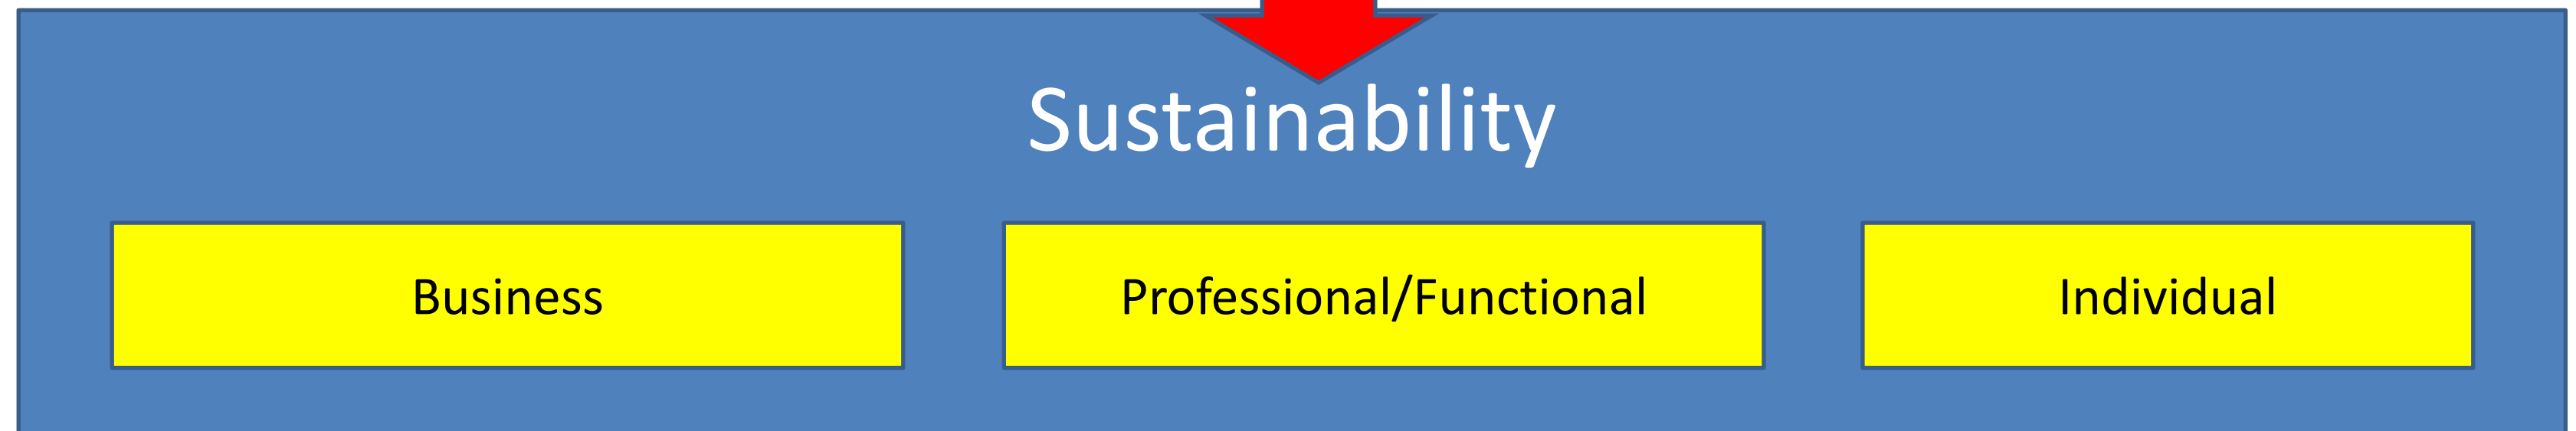 Sustainability
Business
Professional/Functional
Individual